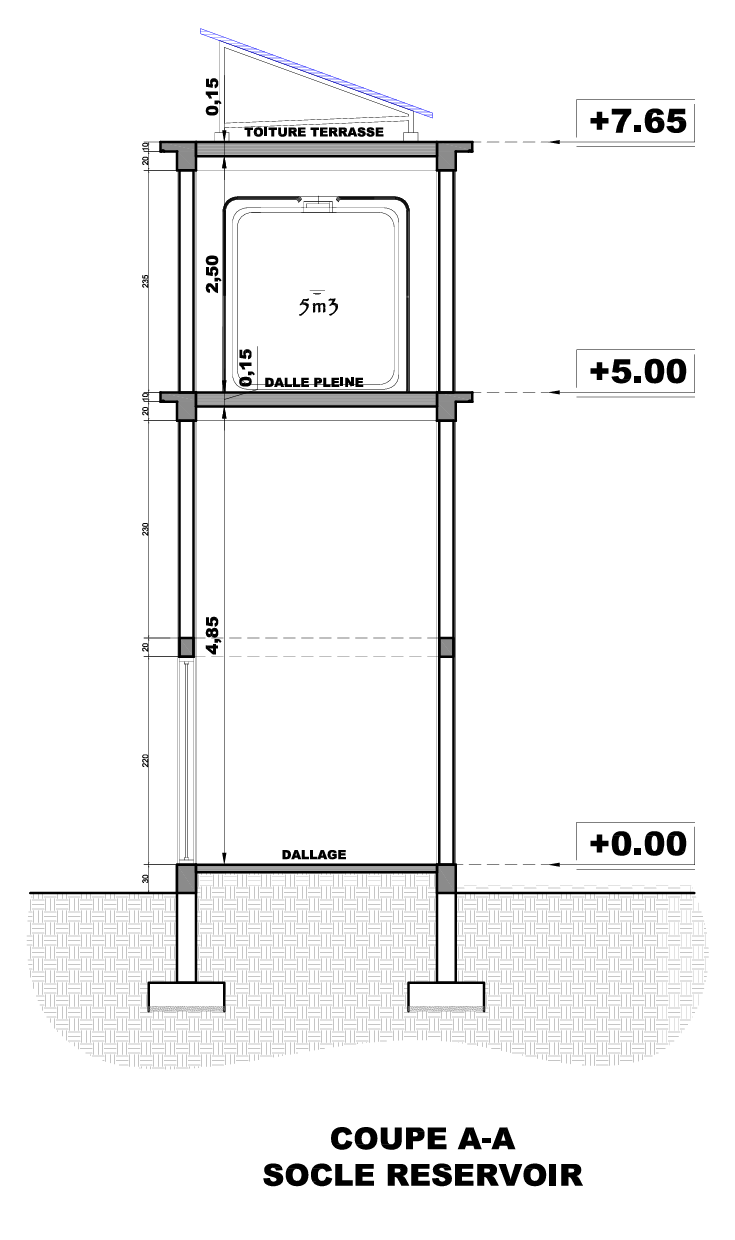 0,15
TOITURE TERRASSE
+7.65
10
20
235
2,50
5m3
0,15
DALLE PLEINE
+5.00
10
20
230
4,85
20
220
DALLAGE
+0.00
30
COUPE A-A
SOCLE RESERVOIR